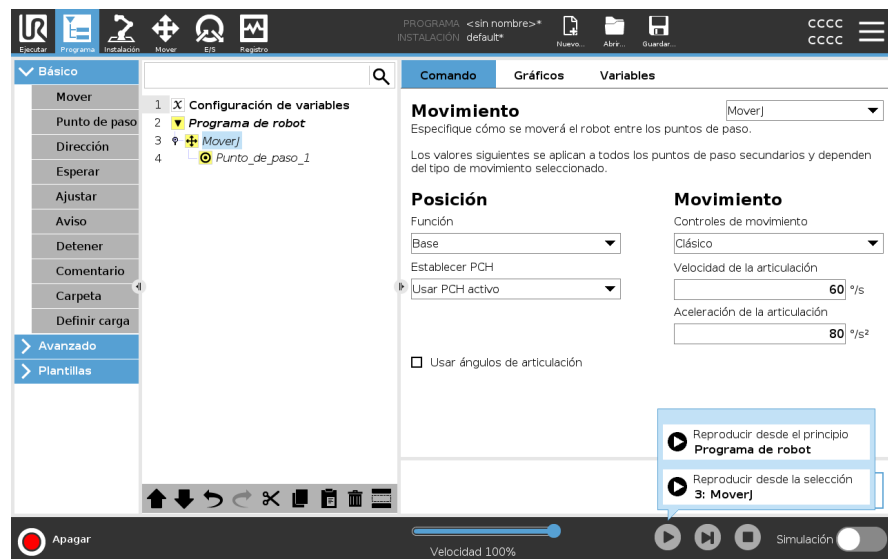 UR
Ejecutar
Programa
Instalación
Mover
E/S
Registro
PROGRAMA <sin nombre>*
INSTALACIÓN default*
Nuevo...
Abrir...
Guardar...
CCCC
CCCC
Básico
Mover
Punto de paso
Dirección
Esperar
Ajustar
Aviso
Detener
Comentario
Carpeta
Definir carga
Avanzado
Plantillas
1 X Configuración de variables
2 Programa de robot
3 MoverJ
4 Punto_de_paso_1
Comando Gráficos Variables
Movimiento MoverJ
Especifique cómo se moverá el robot entre los puntos de paso.
Los valores siguientes se aplican a todos los puntos de paso secundarios y dependen
del tipo de movimiento seleccionado.
Posición
Función
Base
Establecer PCH
Usar PCH activo
Usar ángulos de articulación
Movimiento
Controles de movimiento
Clásico
Velocidad de la articulación
60 °/s
Aceleración de la articulación
80 °/s²
Reproducir desde el principio
Programa de robot
Reproducir desde la selección
3: MoverJ
Apagar
Velocidad 100%
Simulación